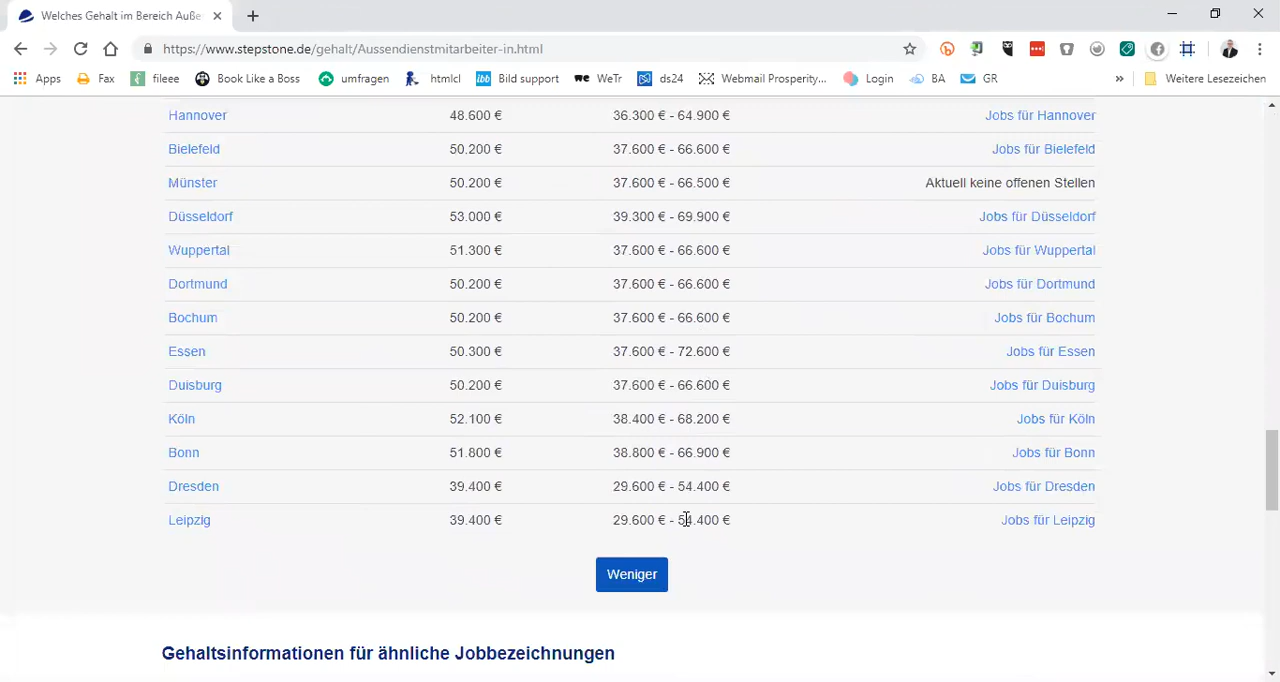 Welches Gehalt im Bereich Auße
https://www.stepstone.de/gehalt/Aussendienstmitarbeiter-in.html
Apps Fax fileee Book Like a Boss umfragen htmlcl Bild support WeTr ds24 Webmail Prosperity... Login BA GR » Weitere Lesezeichen
Hannover 48.600 € 36.300 € - 64.900 € Jobs für Hannover
Bielefeld 50.200 € 37.600 € - 66.600 € Jobs für Bielefeld
Münster 50.200 € 37.600 € - 66.500 € Aktuell keine offenen Stellen
Düsseldorf 53.000 € 39.300 € - 69.900 € Jobs für Düsseldorf
Wuppertal 51.300 € 37.600 € - 66.600 € Jobs für Wuppertal
Dortmund 50.200 € 37.600 € - 66.600 € Jobs für Dortmund
Bochum 50.200 € 37.600 € - 66.600 € Jobs für Bochum
Essen 50.300 € 37.600 € - 72.600 € Jobs für Essen
Duisburg 50.200 € 37.600 € - 66.600 € Jobs für Duisburg
Köln 52.100 € 38.400 € - 68.200 € Jobs für Köln
Bonn 51.800 € 38.800 € - 66.900 € Jobs für Bonn
Dresden 39.400 € 29.600 € - 54.400 € Jobs für Dresden
Leipzig 39.400 € 29.600 € - 54.400 € Jobs für Leipzig
Weniger
Gehaltsinformationen für ähnliche Jobbezeichnungen